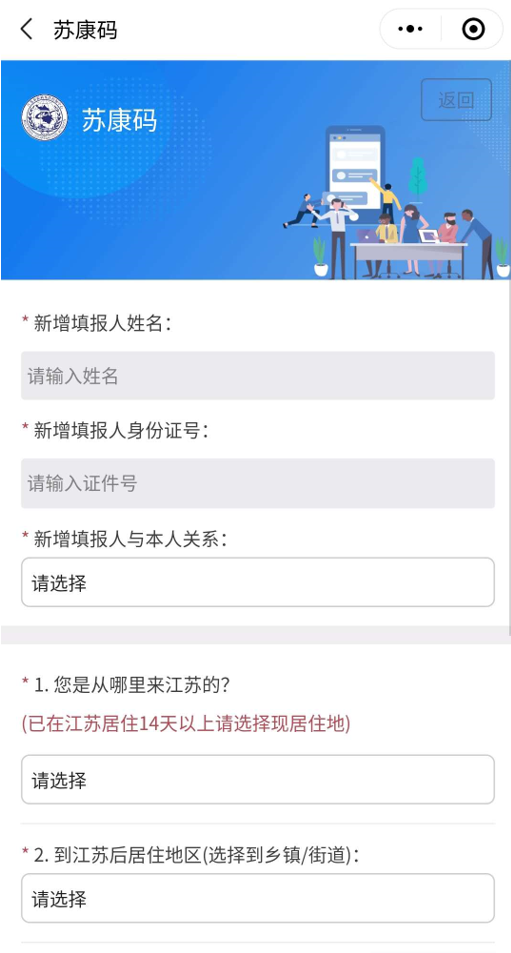 苏康码
苏康码
返回
* 新增填报人姓名：
请输入姓名
* 新增填报人身份证号：
请输入证件号
* 新增填报人与本人关系：
请选择
* 1. 您是从哪里来江苏的？
(已在江苏居住14天以上请选择现居住地)
请选择
* 2. 到江苏后居住地区(选择到乡镇/街道)：
请选择